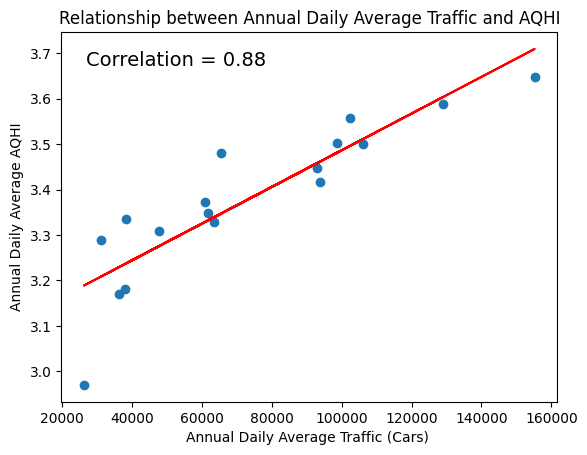 Relationship between Annual Daily Average Traffic and AQHI
Correlation = 0.88
3.7
3.6
3.5
3.4
3.3
3.2
3.1
3.0
Annual Daily Average AQHI
20000 40000 60000 80000 100000 120000 140000 160000
Annual Daily Average Traffic (Cars)